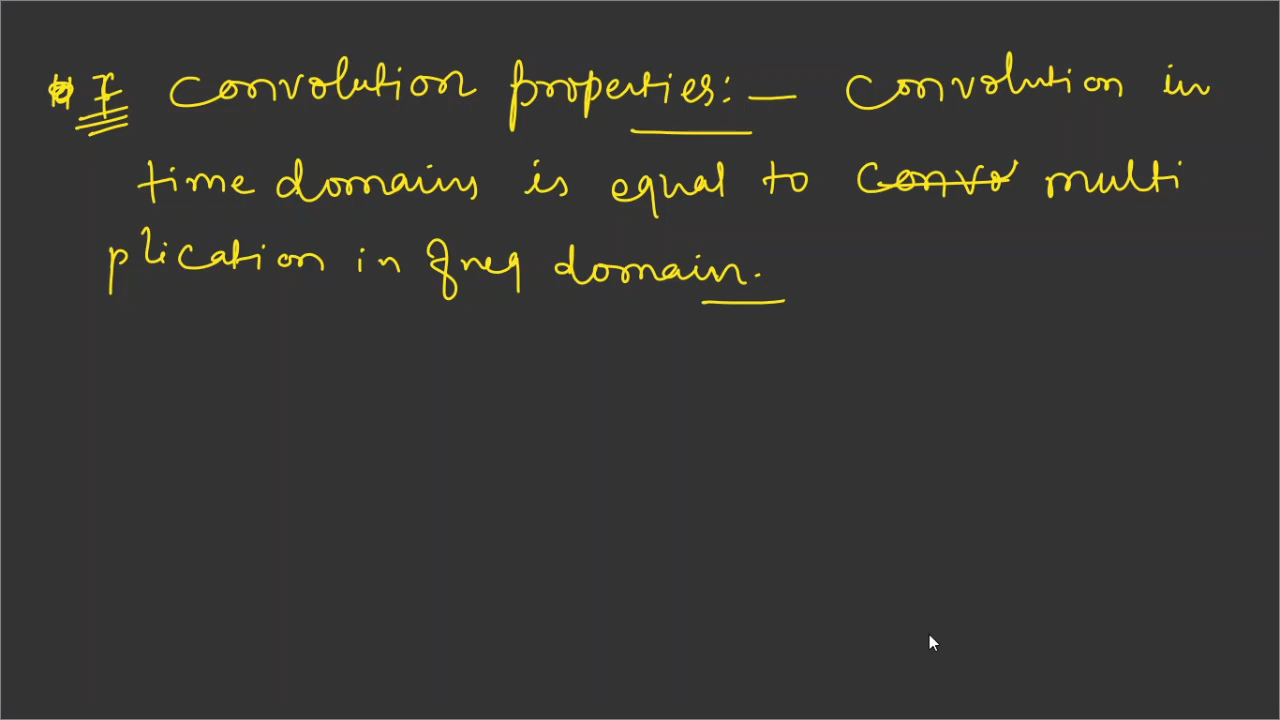 I Convolution properties:—  Convolution in
time domains is equal to convo multi
plication in freq domain.